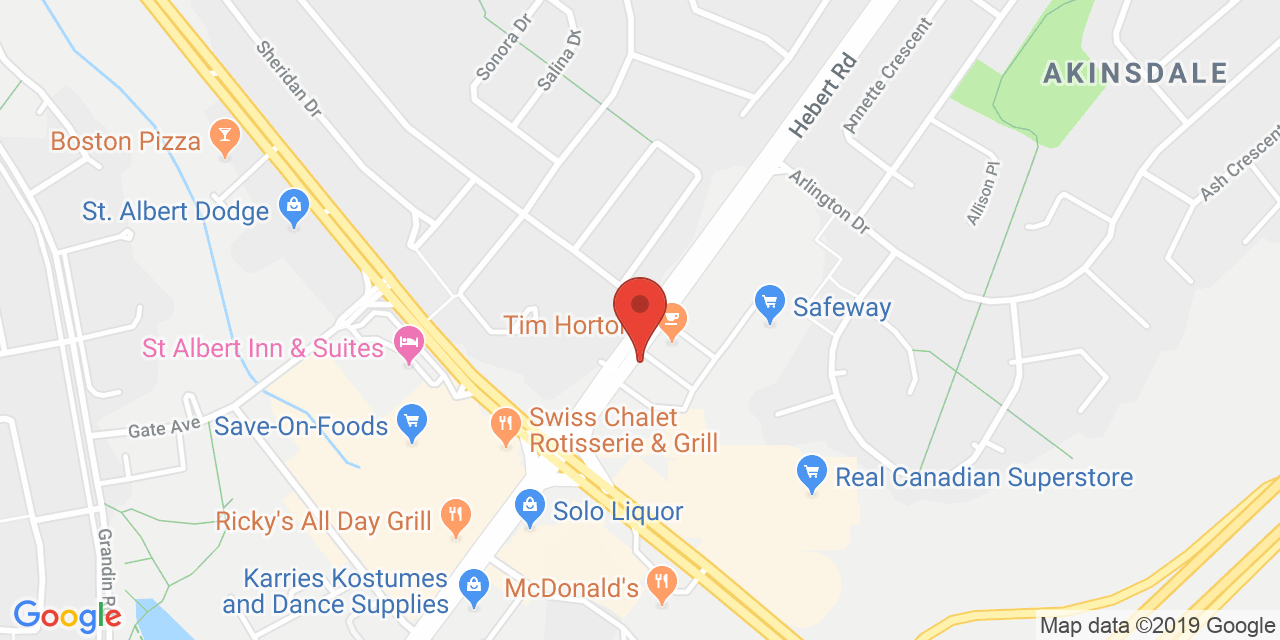 Sonora Dr
Salina Dr
Sheridan Dr
Hebert Rd
Annette Crescent
AKINSDALE
Boston Pizza
Ash Crescent
Arlington Dr
Allison Pl
St. Albert Dodge
Safeway
Tim Horton
St Albert Inn & Suites
Gate Ave
Save-On-Foods
Swiss Chalet
Rotisserie & Grill
Real Canadian Superstore
Ricky's All Day Grill
Solo Liquor
Grandin R
Karries Kostumes
and Dance Supplies
McDonald's
Google
Map data ©2019 Google